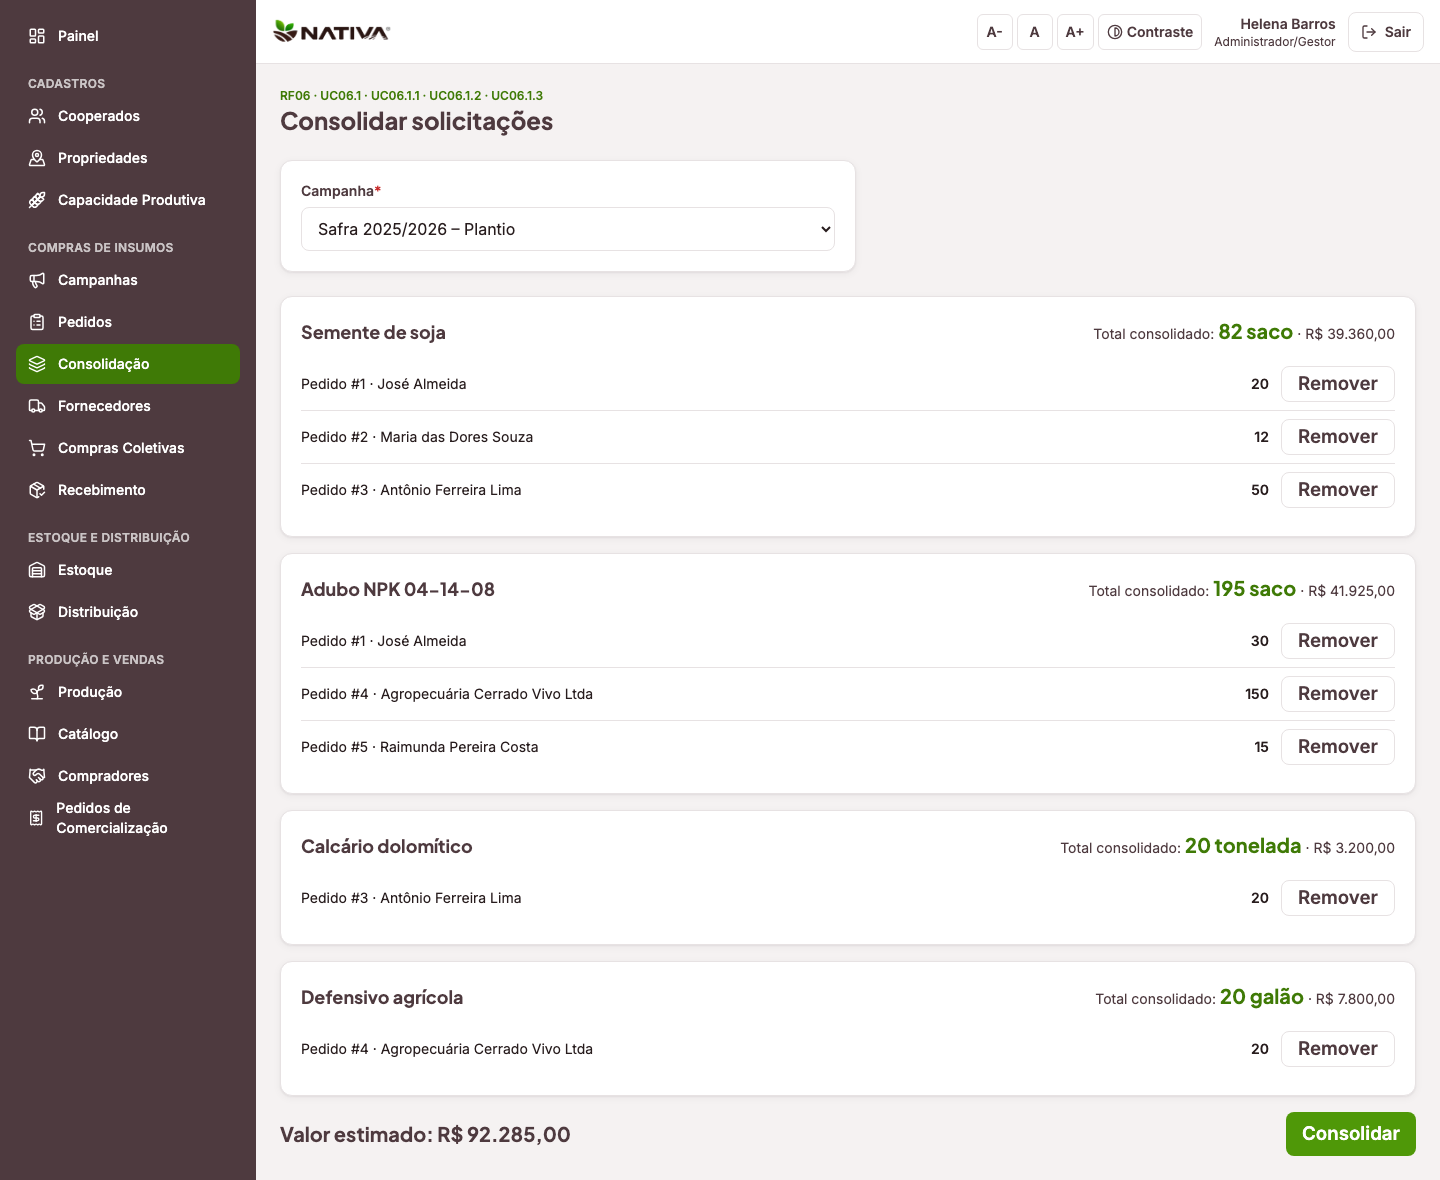 Painel
CADASTROS
Cooperados
Propriedades
Capacidade Produtiva
COMPRAS DE INSUMOS
Campanhas
Pedidos
Consolidação
Fornecedores
Compras Coletivas
Recebimento
ESTOQUE E DISTRIBUIÇÃO
Estoque
Distribuição
PRODUÇÃO E VENDAS
Produção
Catálogo
Compradores
Pedidos de
Comercialização
NATIVA
A-
A
A+
Contraste
Helena Barros
Administrador/Gestor
Sair
RF06 · UC06.1 · UC06.1.1 · UC06.1.2 · UC06.1.3
Consolidar solicitações
Campanha*
Safra 2025/2026 – Plantio
Semente de soja
Total consolidado: 82 saco · R$ 39.360,00
Pedido #1 · José Almeida 20 Remover
Pedido #2 · Maria das Dores Souza 12 Remover
Pedido #3 · Antônio Ferreira Lima 50 Remover
Adubo NPK 04-14-08
Total consolidado: 195 saco · R$ 41.925,00
Pedido #1 · José Almeida 30 Remover
Pedido #4 · Agropecuária Cerrado Vivo Ltda 150 Remover
Pedido #5 · Raimunda Pereira Costa 15 Remover
Calcário dolomítico
Total consolidado: 20 tonelada · R$ 3.200,00
Pedido #3 · Antônio Ferreira Lima 20 Remover
Defensivo agrícola
Total consolidado: 20 galão · R$ 7.800,00
Pedido #4 · Agropecuária Cerrado Vivo Ltda 20 Remover
Valor estimado: R$ 92.285,00
Consolidar